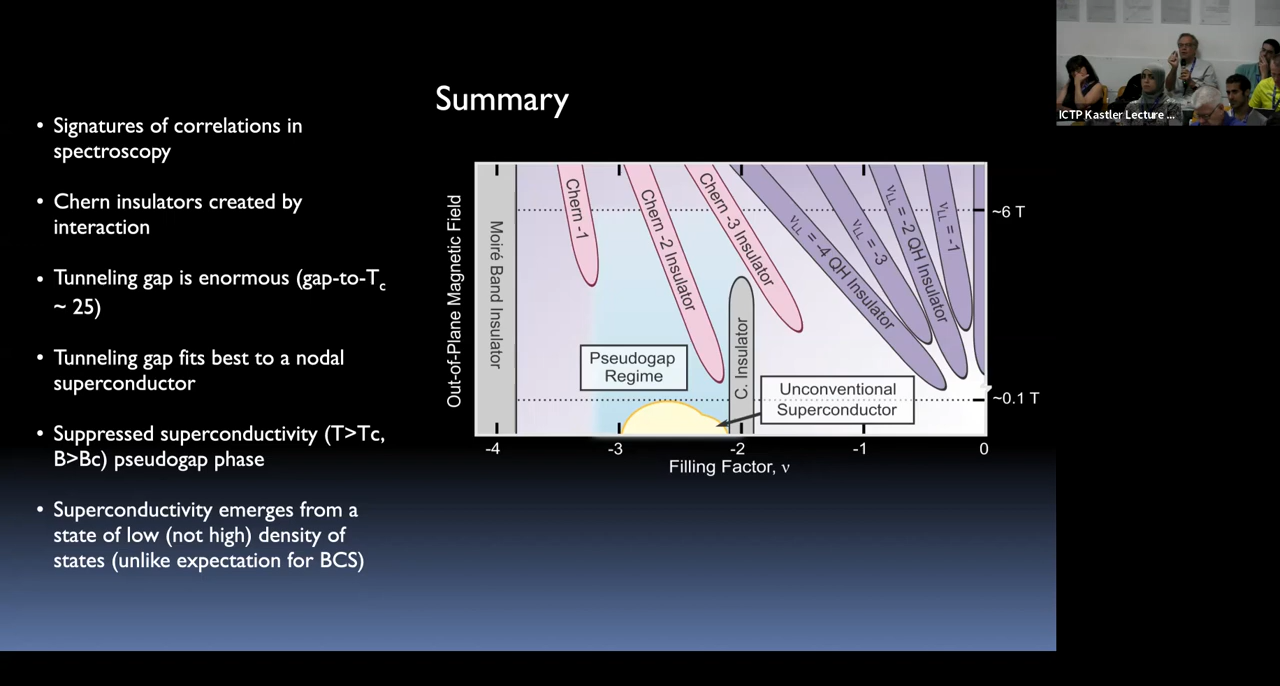 Summary
• Signatures of correlations in
spectroscopy
• Chern insulators created by
interaction
• Tunneling gap is enormous (gap-to-Tc
~ 25)
• Tunneling gap fits best to a nodal
superconductor
• Suppressed superconductivity (T>Tc,
B>Bc) pseudogap phase
• Superconductivity emerges from a
state of low (not high) density of
states (unlike expectation for BCS)
Out-of-Plane Magnetic Field
Moiré Band Insulator
Chern -1
Chern -2 Insulator
Chern -3 Insulator
νLL = -4 QH Insulator
νLL = -3
νLL = -2 QH Insulator
νLL = -1
~6 T
Pseudogap
Regime
C. Insulator
Unconventional
Superconductor
~0.1 T
-4
-3
-2
-1
0
Filling Factor, ν
ICTP Kastler Lecture ...